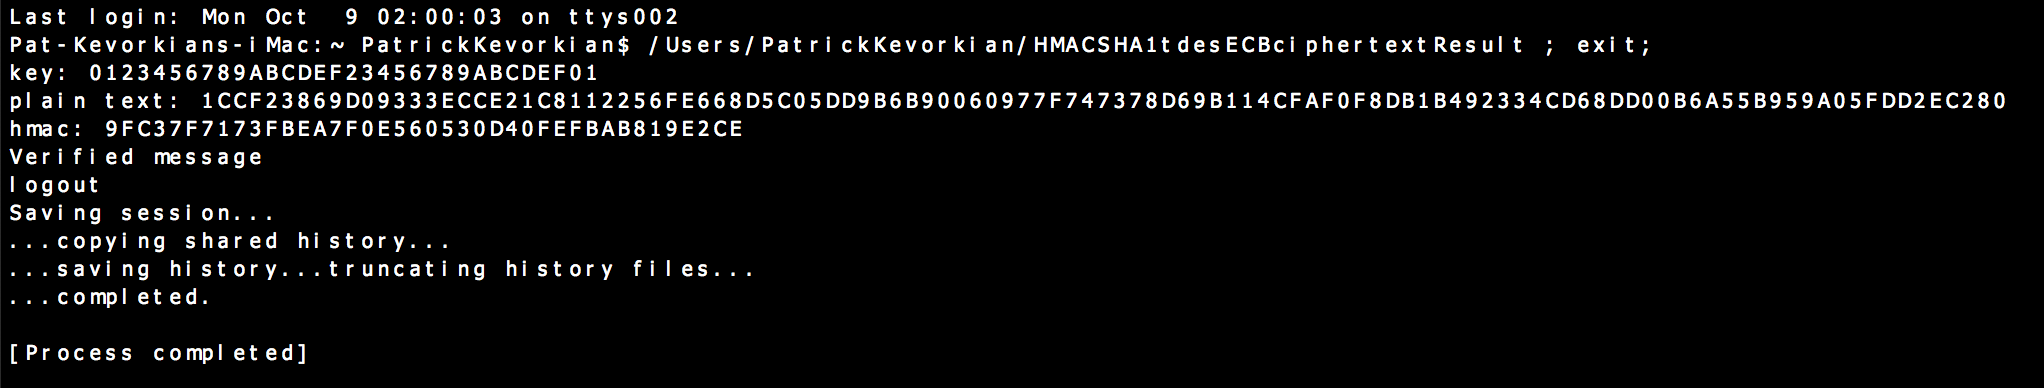 Last login: Mon Oct  9 02:00:03 on ttys002
Pat-Kevorkians-iMac:~ PatrickKevorkian$ /Users/PatrickKevorkian/HMACSHA1tdesECBciphertextResult ; exit;
key: 0123456789ABCDEF23456789ABCDEF01
plain text: 1CCF23869D09333ECCE21C8112256FE668D5C05DD9B6B90060977F747378D69B114CFAF0F8DB1B492334CD68DD00B6A55B959A05FDD2EC280
hmac: 9FC37F7173FBEA7F0E560530D40FEFBAB819E2CE
Verified message
logout
Saving session...
...copying shared history...
...saving history...truncating history files...
...completed.
[Process completed]